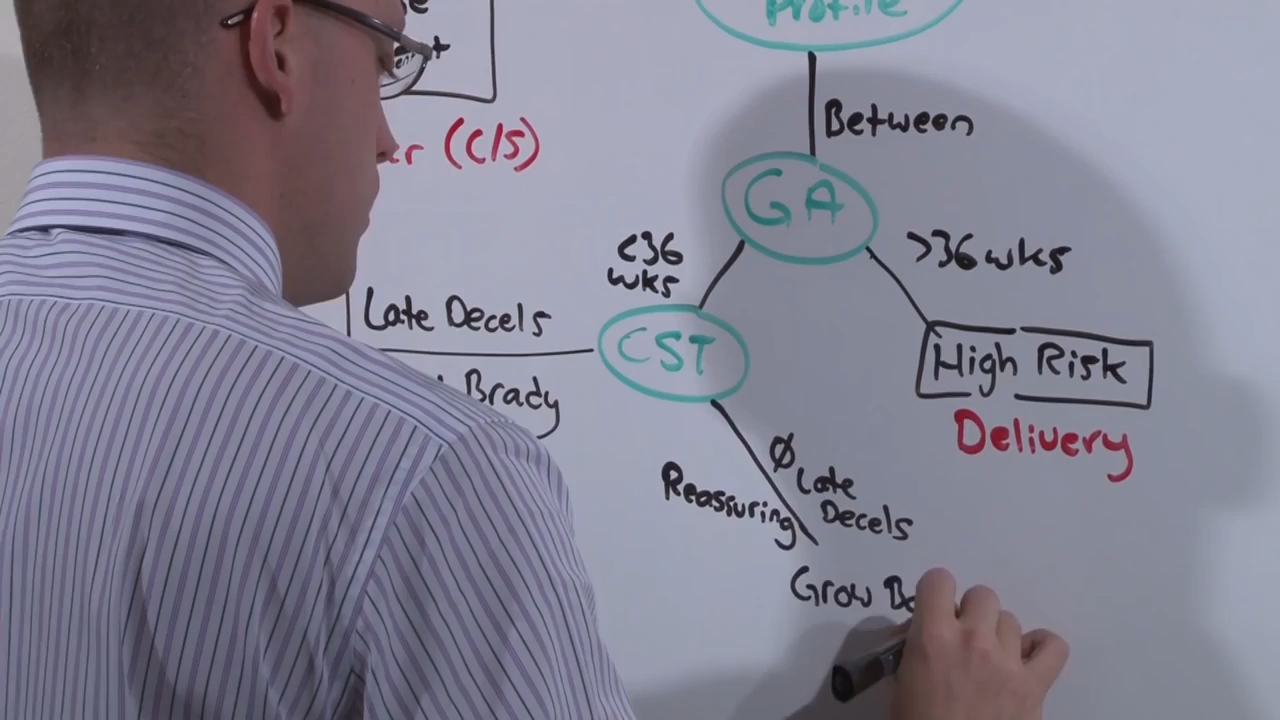 Profile
Between
GA
(C/S)
<36
wks
>36 wks
Late Decels
CST
High Risk
Brady
Delivery
Ø
Late
Decels
Reassuring
Grow